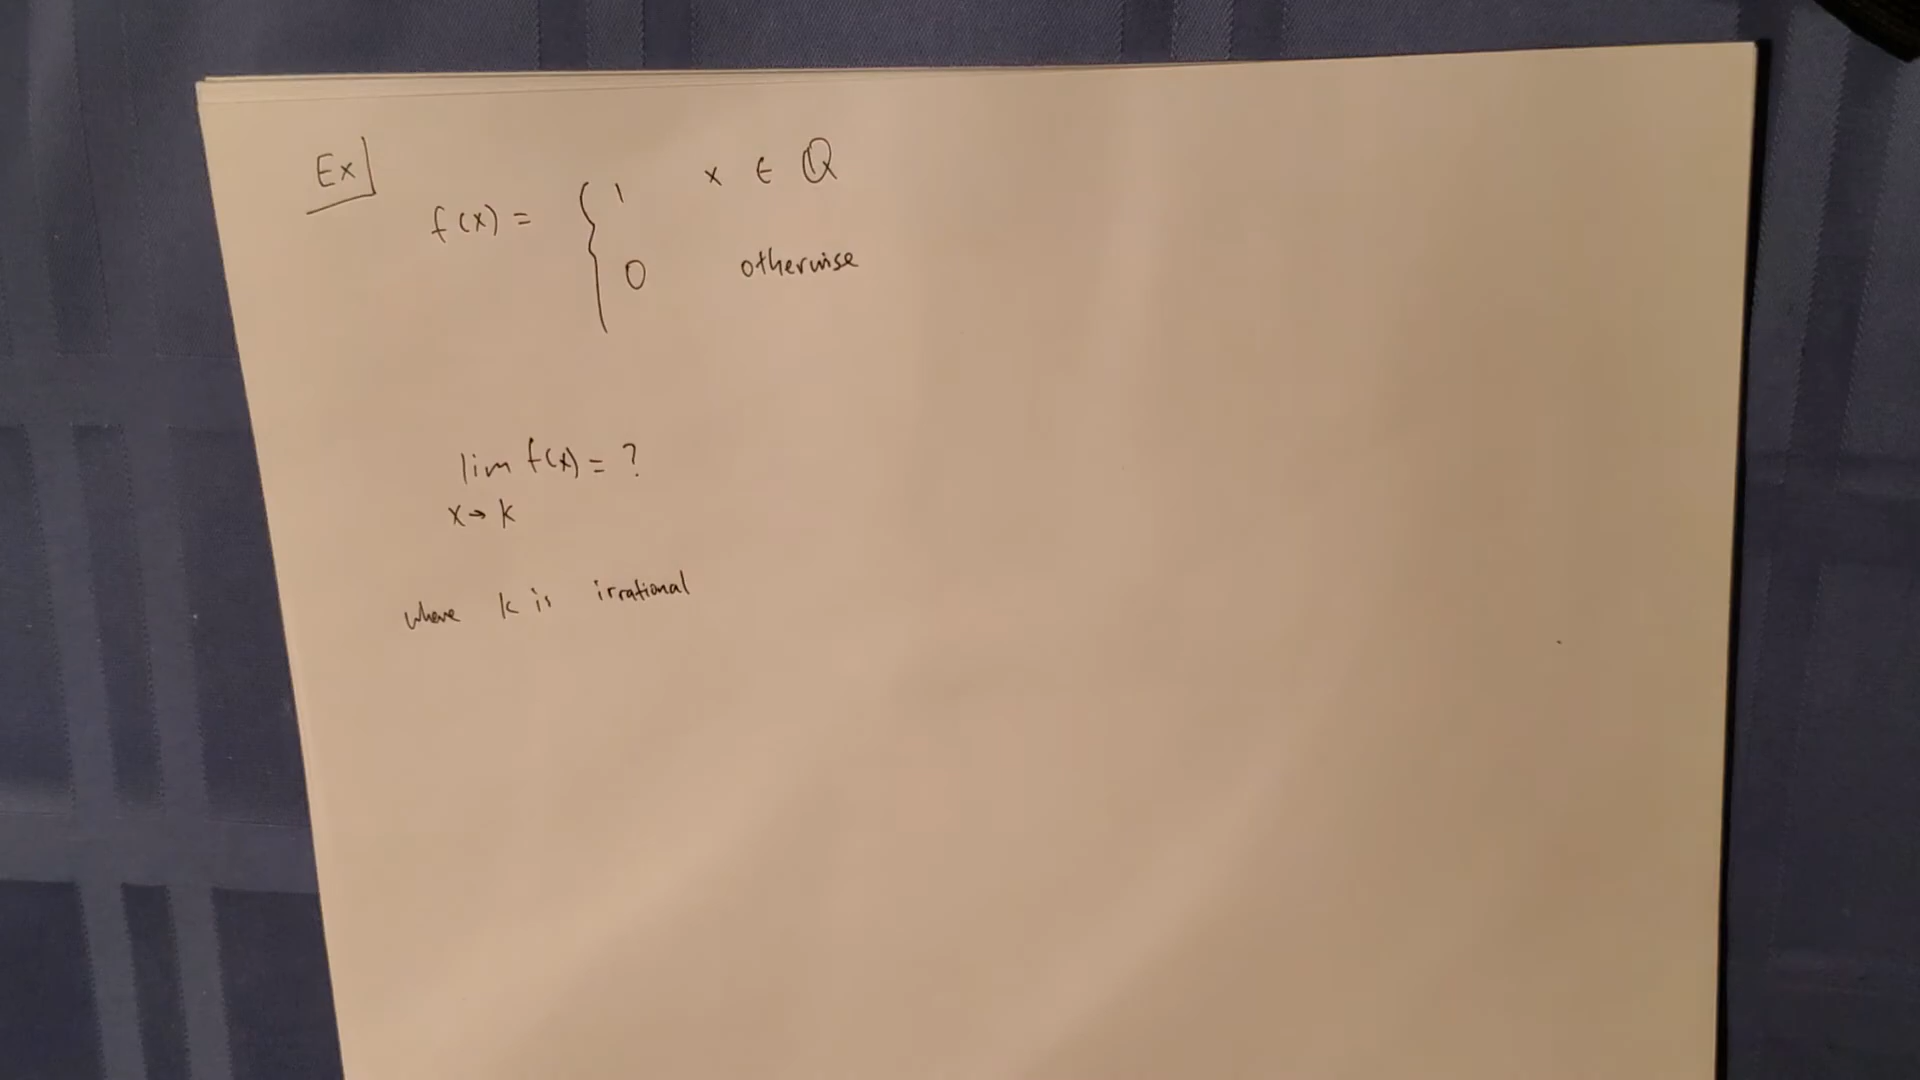 Ex
f(x) = { 1 x ∈ ℚ
0 otherwise
lim f(x) = ?
x → k
where k is irrational